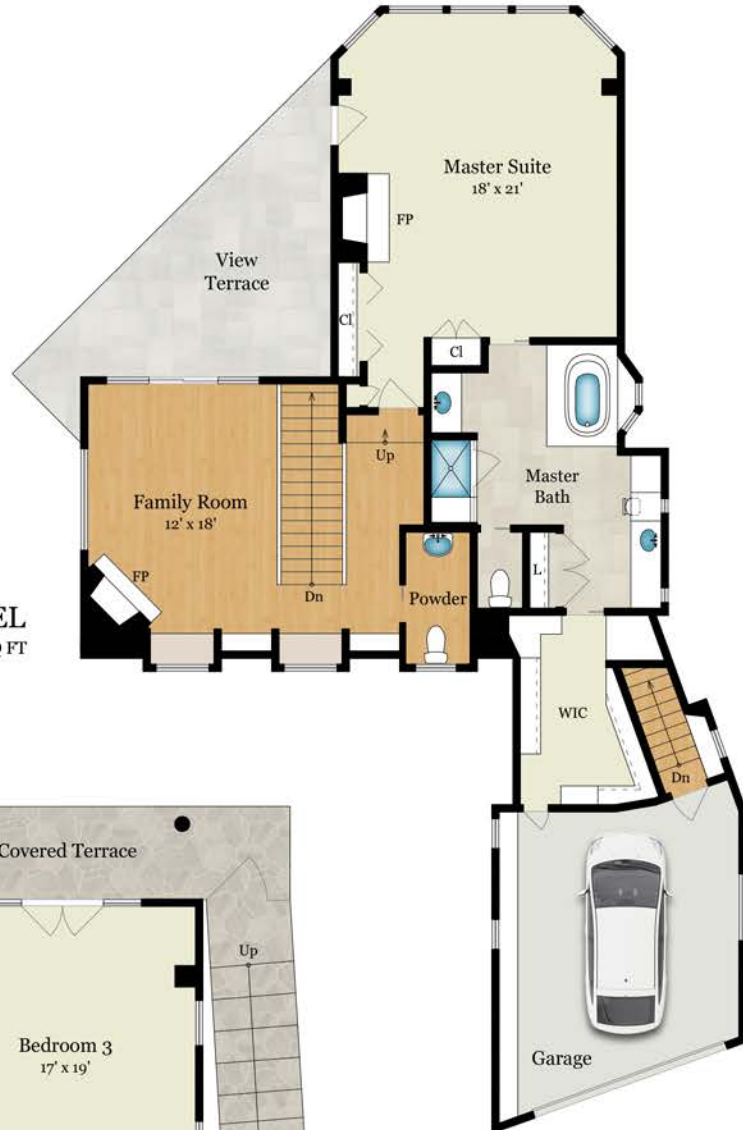 Master Suite
18' x 21'
FP
View
Terrace
Cl
Cl
Up
Master
Bath
Family Room
12' x 18'
FP
Dn
Powder
L
EL
Q FT
WIC
Dn
Covered Terrace
Up
Bedroom 3
17' x 19'
Garage